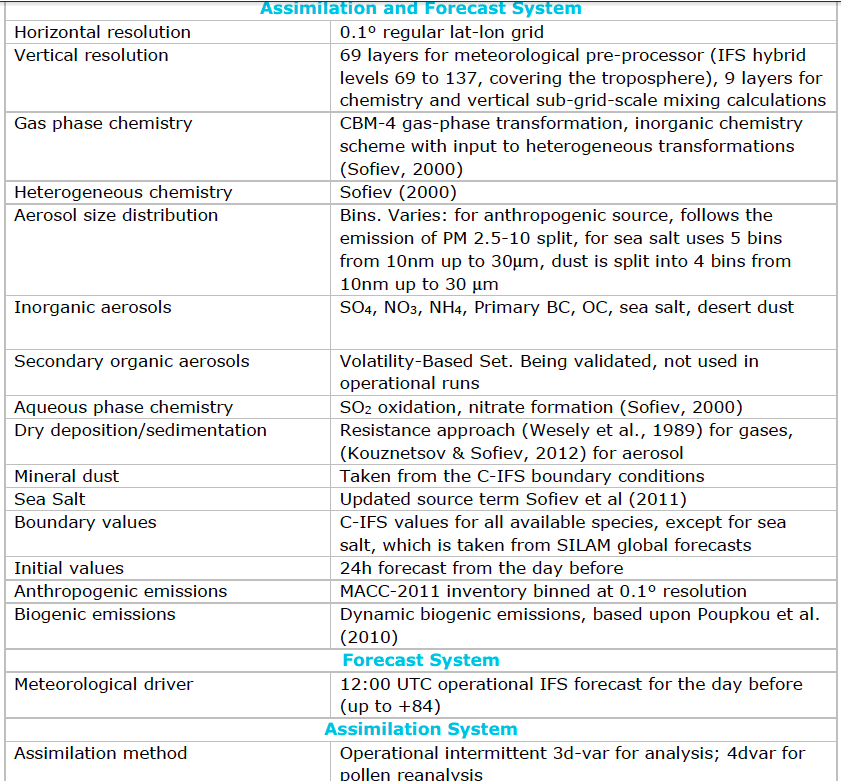 Assimilation and Forecast System
Horizontal resolution
0.1º regular lat-lon grid
Vertical resolution
69 layers for meteorological pre-processor (IFS hybrid
levels 69 to 137, covering the troposphere), 9 layers for
chemistry and vertical sub-grid-scale mixing calculations
Gas phase chemistry
CBM-4 gas-phase transformation, inorganic chemistry
scheme with input to heterogeneous transformations
(Sofiev, 2000)
Heterogeneous chemistry
Sofiev (2000)
Aerosol size distribution
Bins. Varies: for anthropogenic source, follows the
emission of PM 2.5-10 split, for sea salt uses 5 bins
from 10nm up to 30μm, dust is split into 4 bins from
10nm up to 30 μm
Inorganic aerosols
SO₄, NO₃, NH₄, Primary BC, OC, sea salt, desert dust
Secondary organic aerosols
Volatility-Based Set. Being validated, not used in
operational runs
Aqueous phase chemistry
SO₂ oxidation, nitrate formation (Sofiev, 2000)
Dry deposition/sedimentation
Resistance approach (Wesely et al., 1989) for gases,
(Kouznetsov & Sofiev, 2012) for aerosol
Mineral dust
Taken from the C-IFS boundary conditions
Sea Salt
Updated source term Sofiev et al (2011)
Boundary values
C-IFS values for all available species, except for sea
salt, which is taken from SILAM global forecasts
Initial values
24h forecast from the day before
Anthropogenic emissions
MACC-2011 inventory binned at 0.1º resolution
Biogenic emissions
Dynamic biogenic emissions, based upon Poupkou et al.
(2010)
Forecast System
Meteorological driver
12:00 UTC operational IFS forecast for the day before
(up to +84)
Assimilation System
Assimilation method
Operational intermittent 3d-var for analysis; 4dvar for
pollen reanalysis